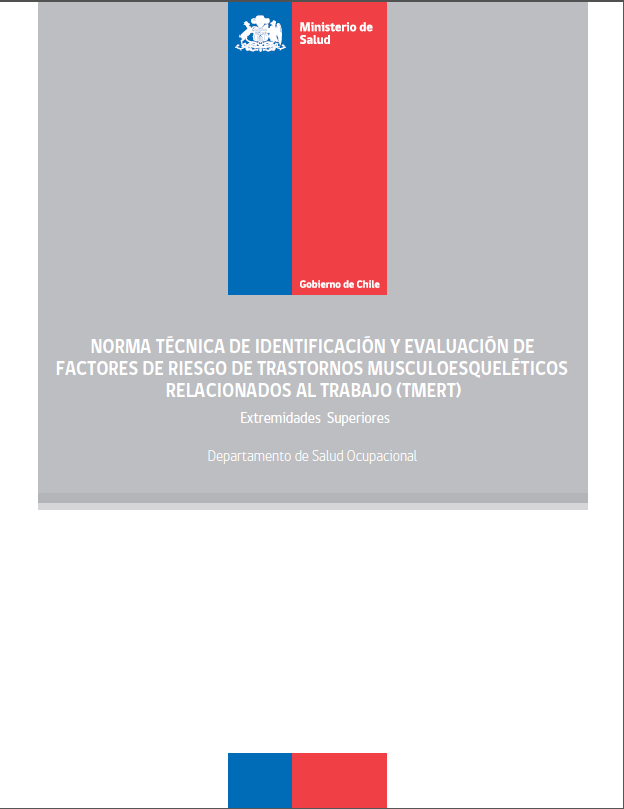 Ministerio de
Salud
Gobierno de Chile
NORMA TÉCNICA DE IDENTIFICACIÓN Y EVALUACIÓN DE
FACTORES DE RIESGO DE TRASTORNOS MUSCULOESQUELÉTICOS
RELACIONADOS AL TRABAJO (TMERT)
Extremidades Superiores
Departamento de Salud Ocupacional